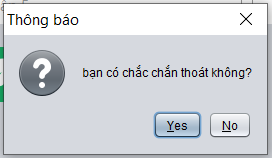 Thông báo
bạn có chắc chắn thoát không?
Yes
No